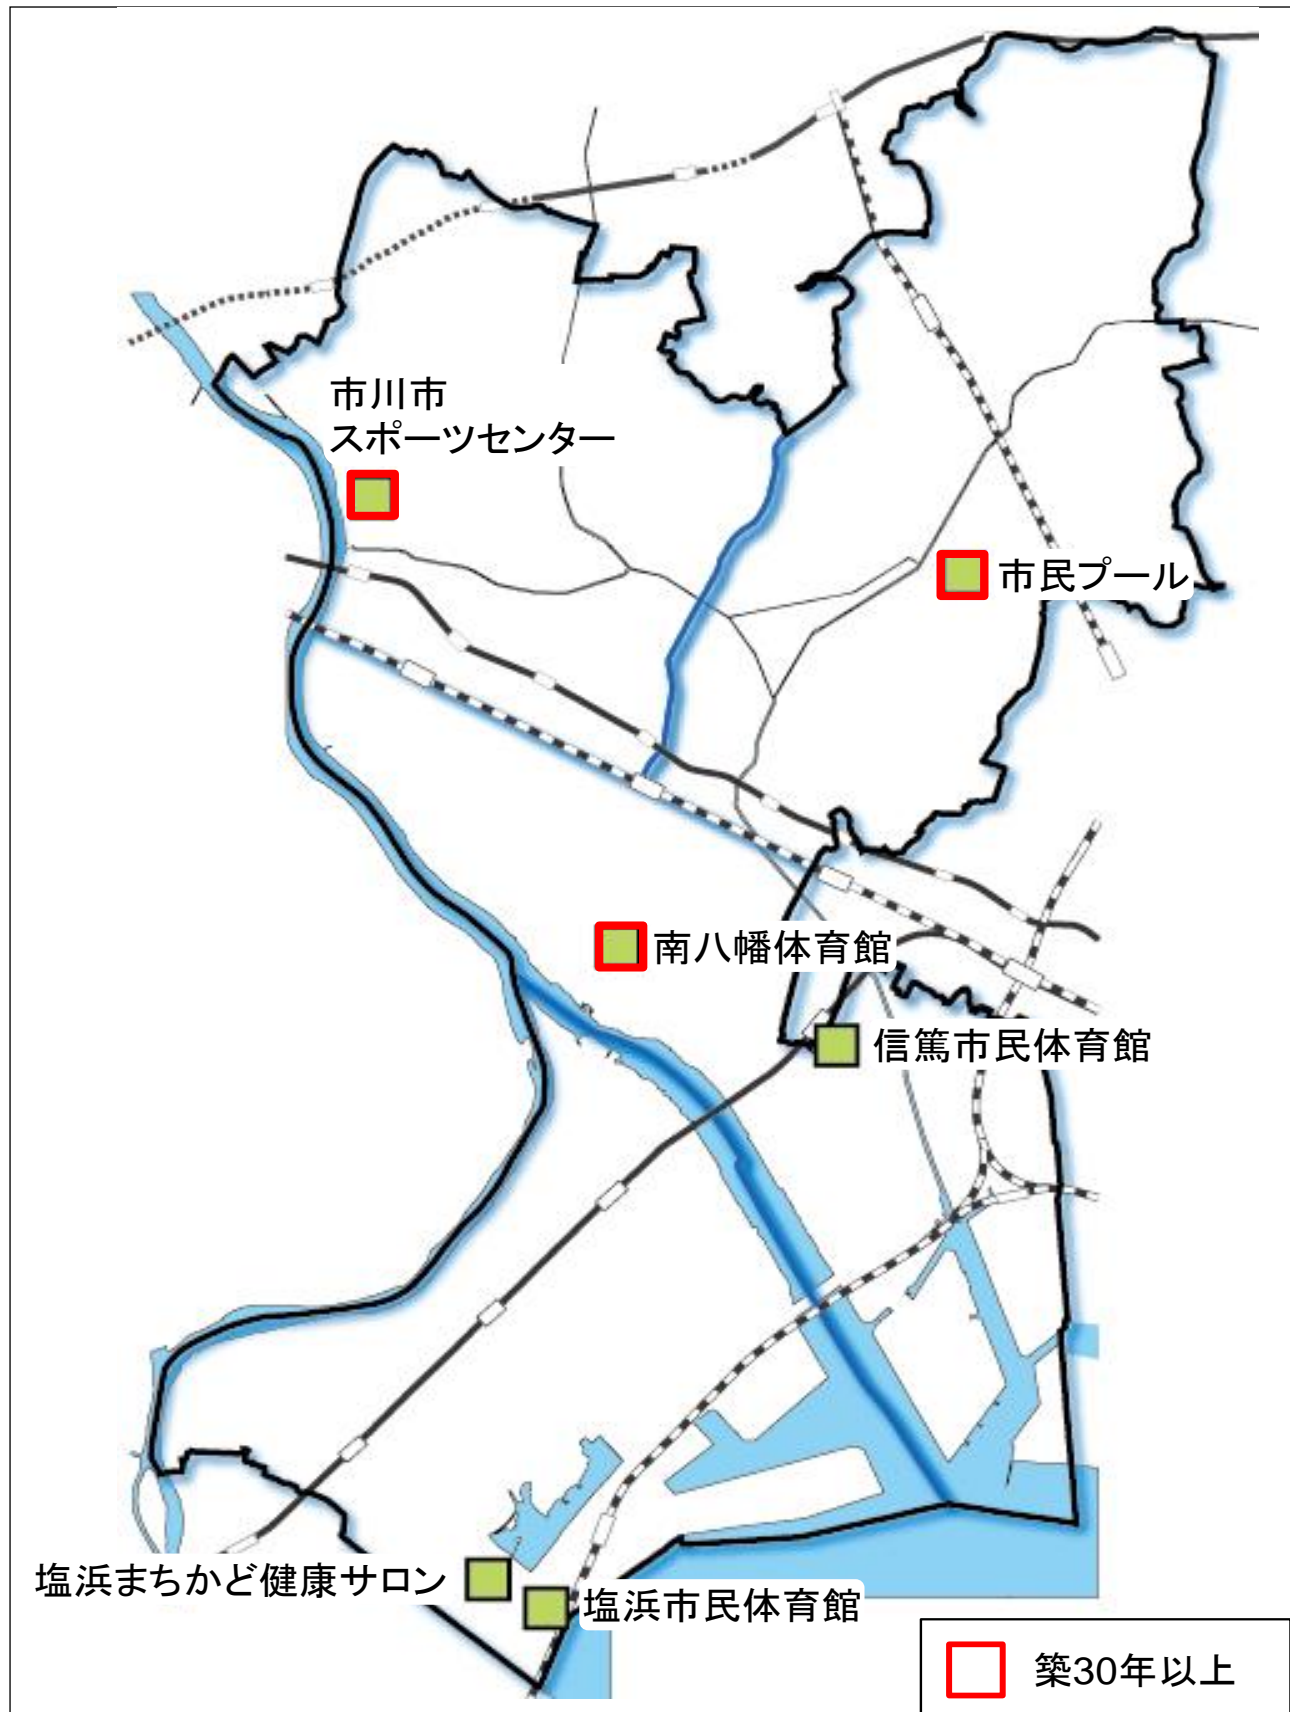 市川市
スポーツセンター
市民プール
南八幡体育館
信篤市民体育館
塩浜まちかど健康サロン
塩浜市民体育館
築30年以上